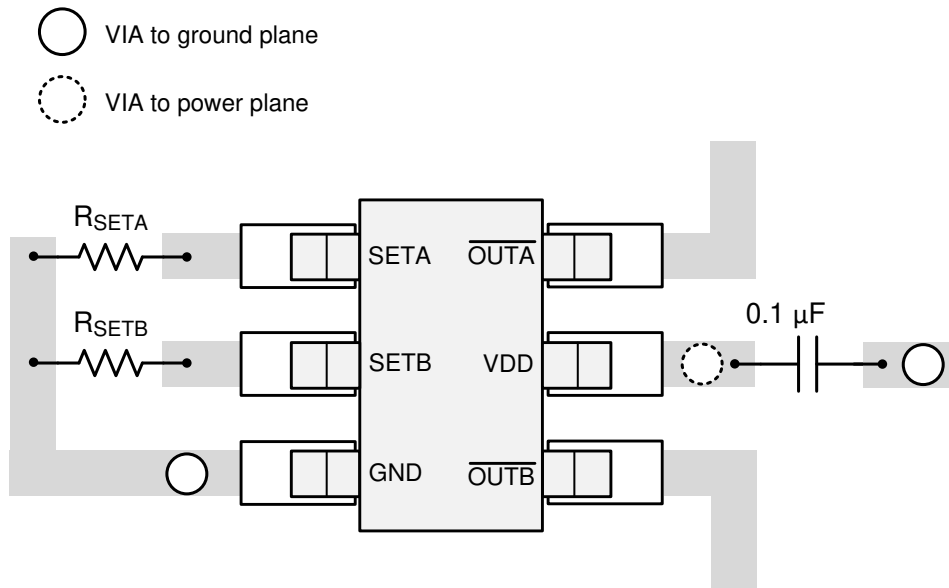 VIA to ground plane
VIA to power plane
RSETA
SETA
OUTA
RSETB
0.1 µF
SETB
VDD
GND
OUTB